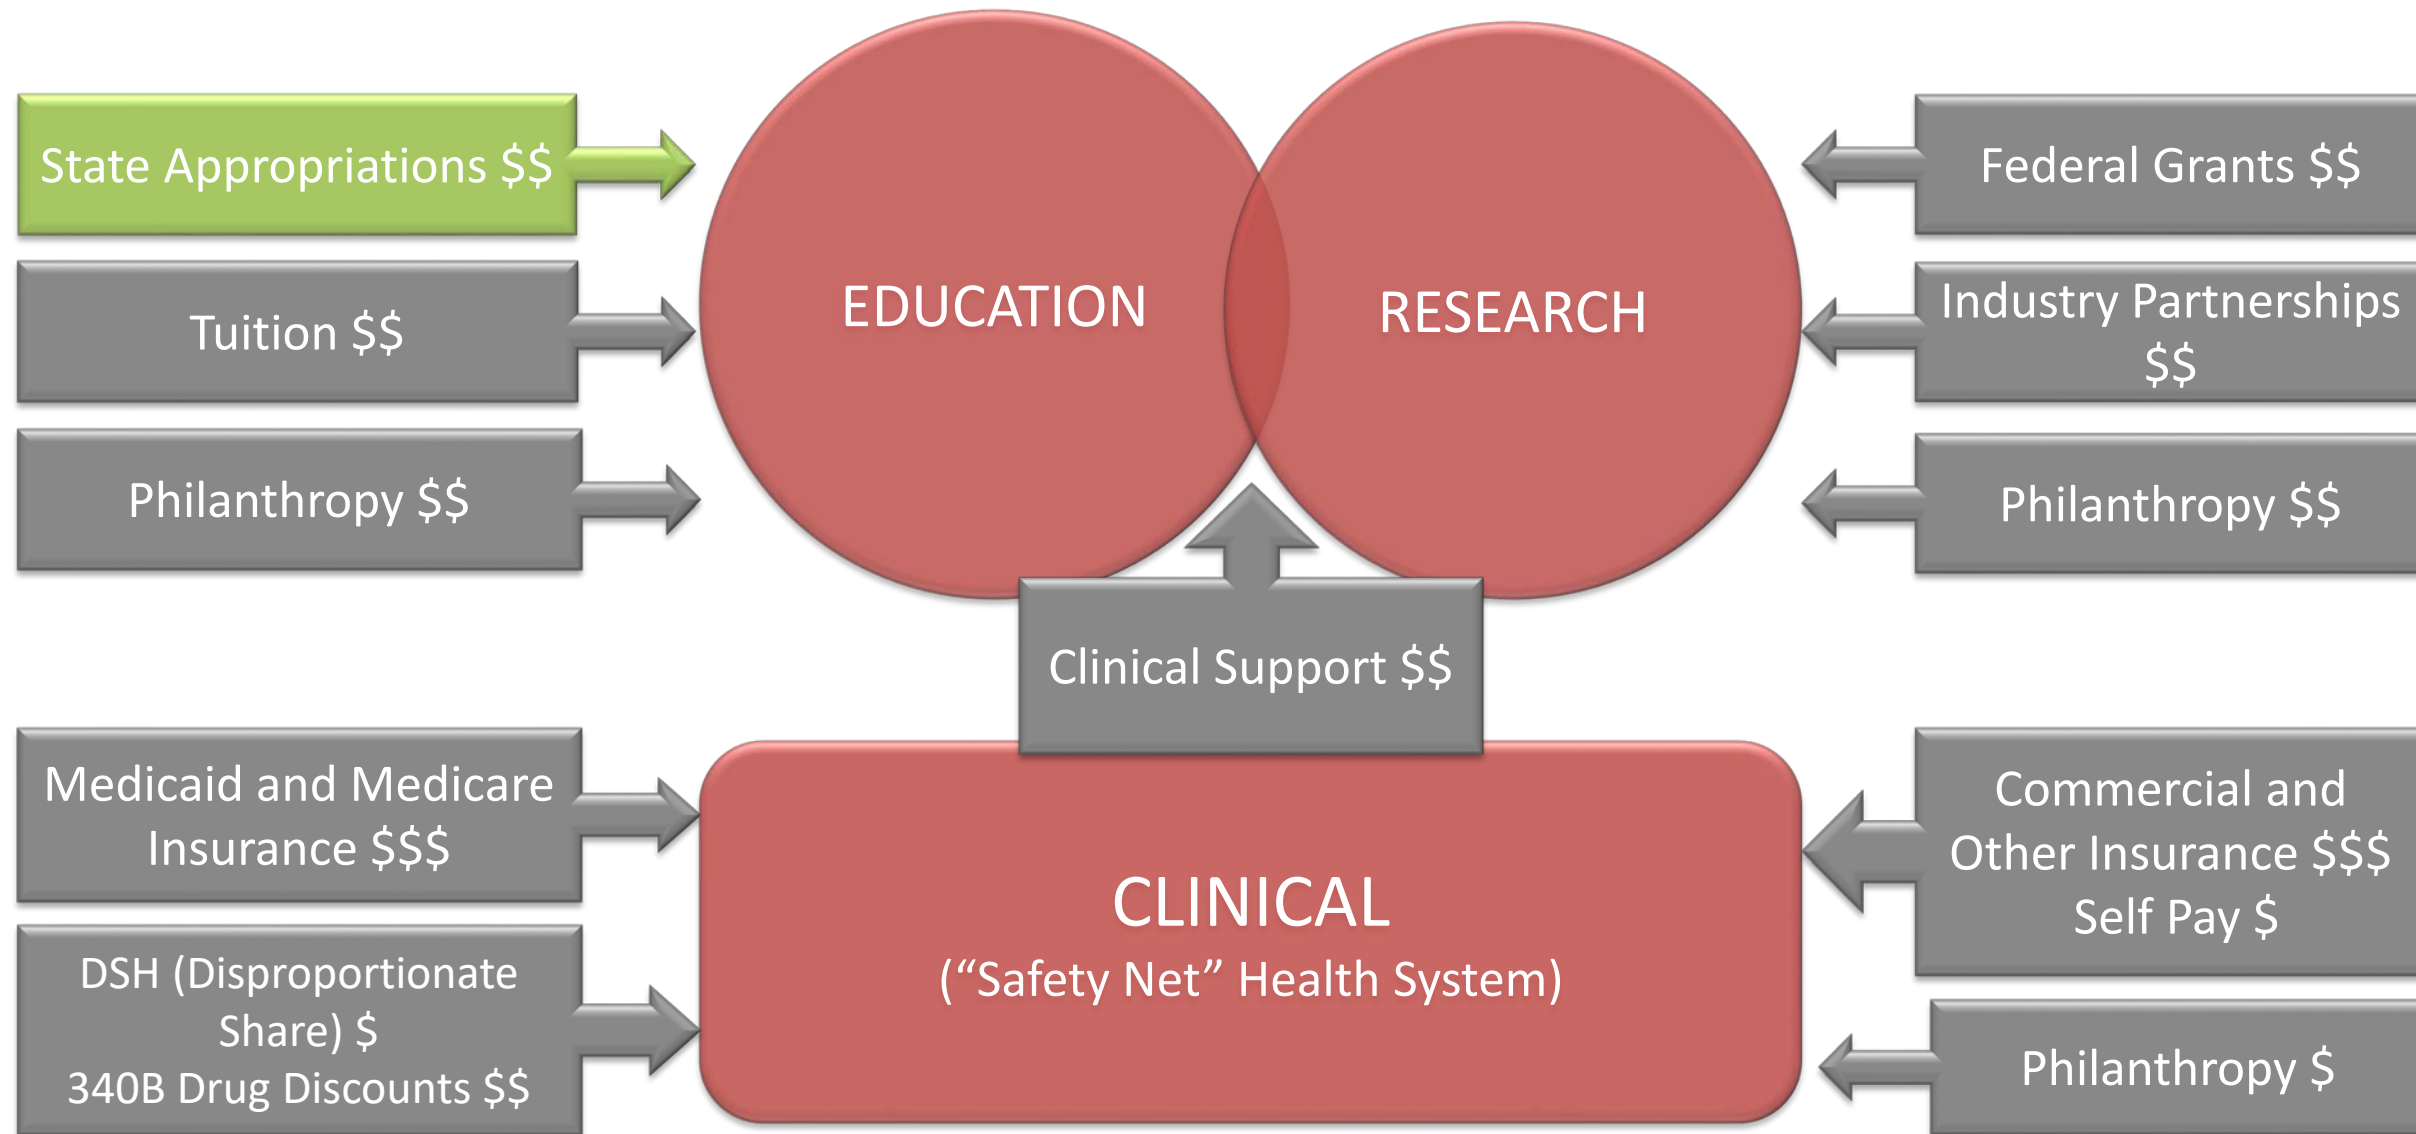 State Appropriations $$
Tuition $$
Philanthropy $$
EDUCATION
RESEARCH
Federal Grants $$
Industry Partnerships
$$
Philanthropy $$
Clinical Support $$
Medicaid and Medicare
Insurance $$$
DSH (Disproportionate
Share) $
340B Drug Discounts $$
CLINICAL
(“Safety Net” Health System)
Commercial and
Other Insurance $$$
Self Pay $
Philanthropy $